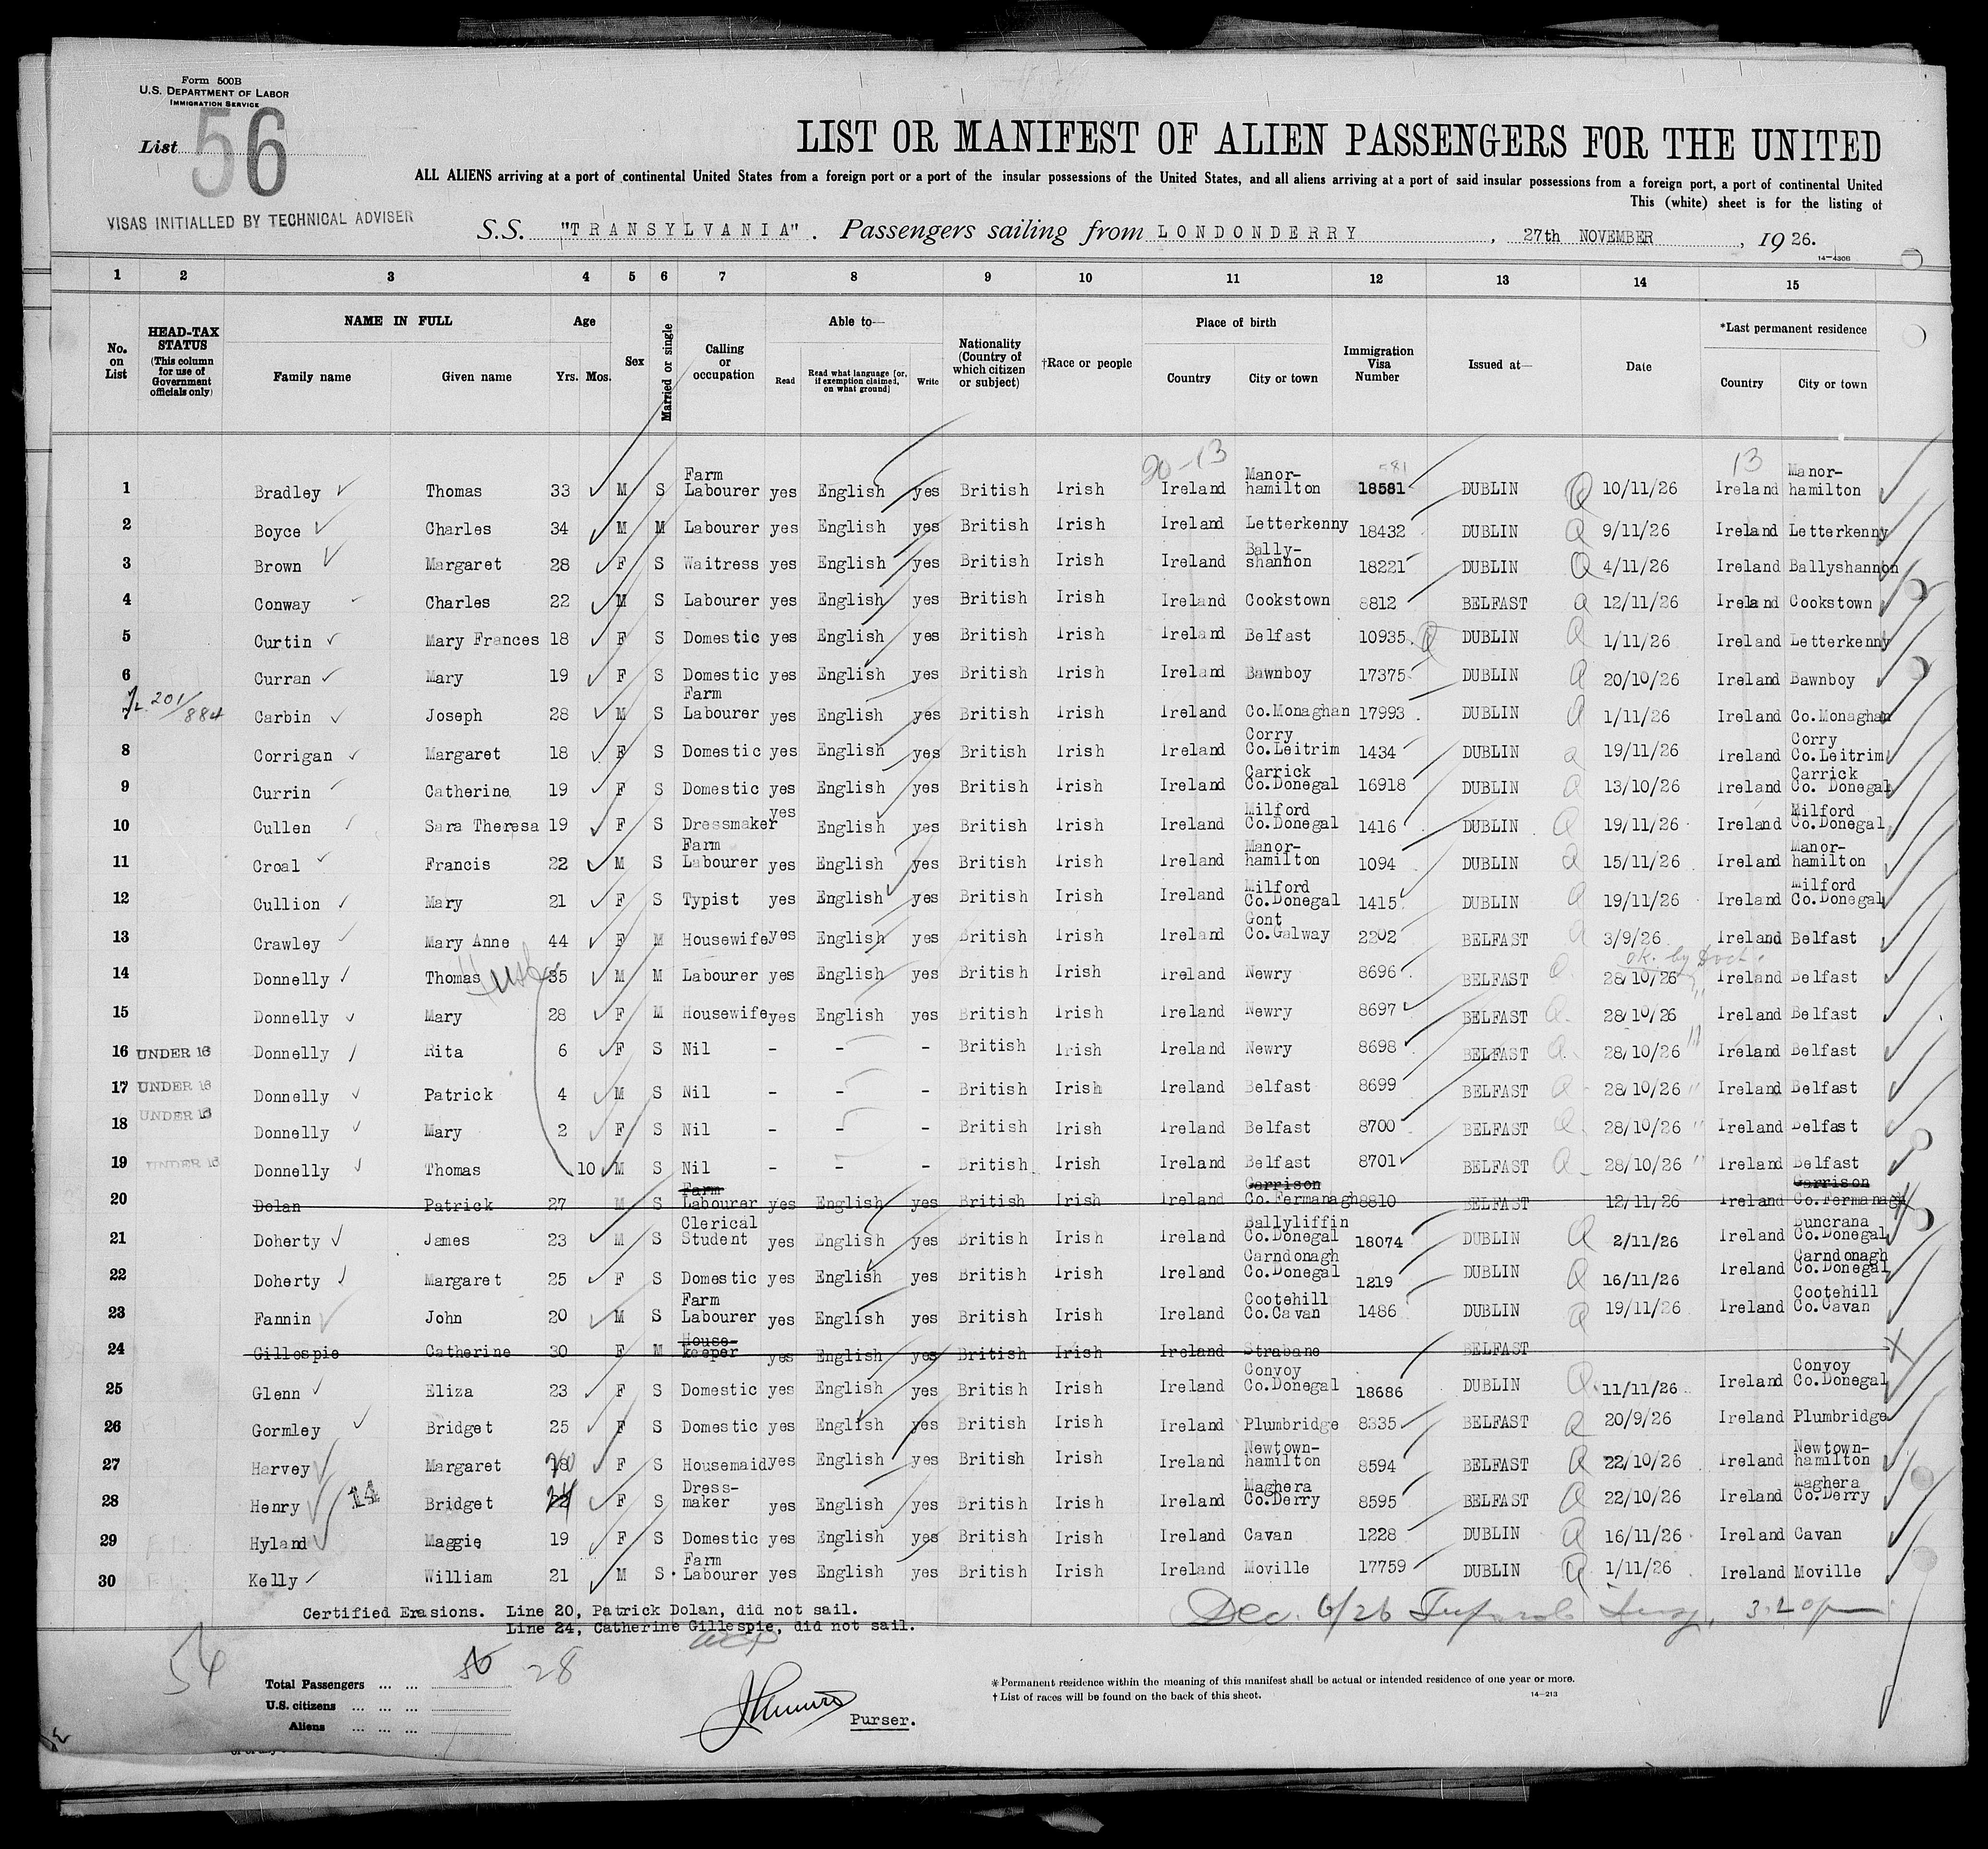 Form 500B
U.S. DEPARTMENT OF LABOR
IMMIGRATION SERVICE
List 56
VISAS INITIALLED BY TECHNICAL ADVISER
LIST OR MANIFEST OF ALIEN PASSENGERS FOR THE UNITED
ALL ALIENS arriving at a port of continental United States from a foreign port or a port of the insular possessions of the United States, and all aliens arriving at a port of said insular possessions from a foreign port, a port of continental United
This (white) sheet is for the listing of
S.S. "TRANSYLVANIA". Passengers sailing from LONDONDERRY, 27th NOVEMBER, 1926.
14-4306
1 2 3 4 5 6 7 8 9 10 11 12 13 14 15
No. on List HEAD-TAX STATUS (This column for use of Government officials only) NAME IN FULL Family name Given name Age Yrs. Mos. Sex Married or single Calling or occupation Able to— Read Read what language [or, if exemption claimed, on what ground] Write Nationality (Country of which citizen or subject) †Race or people Place of birth Country City or town Immigration Visa Number Issued at— Date *Last permanent residence Country City or town
20-13 581 13
1 Bradley Thomas 33 M S Farm Labourer yes English yes British Irish Ireland Manor-hamilton 18581 DUBLIN 10/11/26 Ireland Manor-hamilton
2 Boyce Charles 34 M M Labourer yes English yes British Irish Ireland Letterkenny 18432 DUBLIN 9/11/26 Ireland Letterkenny
3 Brown Margaret 28 F S Waitress yes English yes British Irish Ireland Bally-shannon 18221 DUBLIN 4/11/26 Ireland Ballyshannon
4 Conway Charles 22 M S Labourer yes English yes British Irish Ireland Cookstown 8812 BELFAST 12/11/26 Ireland Cookstown
5 Curtin Mary Frances 18 F S Domestic yes English yes British Irish Ireland Belfast 10935 DUBLIN 1/11/26 Ireland Letterkenny
6 Curran Mary 19 F S Domestic yes English yes British Irish Ireland Bawnboy 17375 DUBLIN 20/10/26 Ireland Bawnboy
201/884
7 Carbin Joseph 28 M S Farm Labourer yes English yes British Irish Ireland Co.Monaghan 17993 DUBLIN 1/11/26 Ireland Co.Monaghan
8 Corrigan Margaret 18 F S Domestic yes English yes British Irish Ireland Corry Co.Leitrim 1434 DUBLIN 19/11/26 Ireland Corry Co.Leitrim
9 Currin Catherine 19 F S Domestic yes English yes British Irish Ireland Carrick Co.Donegal 16918 DUBLIN 13/10/26 Ireland Carrick Co. Donegal
10 Cullen Sara Theresa 19 F S Dressmaker yes English yes British Irish Ireland Milford Co.Donegal 1416 DUBLIN 19/11/26 Ireland Milford Co.Donegal
11 Croal Francis 22 M S Farm Labourer yes English yes British Irish Ireland Manor-hamilton 1094 DUBLIN 15/11/26 Ireland Manor-hamilton
12 Cullion Mary 21 F S Typist yes English yes British Irish Ireland Milford Co.Donegal 1415 DUBLIN 19/11/26 Ireland Milford Co.Donegal
13 Crawley Mary Anne 44 F M Housewife yes English yes British Irish Ireland Gont Co.Galway 2202 BELFAST 3/9/26 Ireland Belfast
14 Donnelly Thomas 35 M M Labourer yes English yes British Irish Ireland Newry 8696 BELFAST 28/10/26 Ireland Belfast
15 Donnelly Mary 28 F M Housewife yes English yes British Irish Ireland Newry 8697 BELFAST 28/10/26 Ireland Belfast
16 UNDER 16 Donnelly Rita 6 F S Nil - - - British Irish Ireland Newry 8698 BELFAST 28/10/26 Ireland Belfast
17 UNDER 16 Donnelly Patrick 4 M S Nil - - - British Irish Ireland Belfast 8699 BELFAST 28/10/26 Ireland Belfast
18 UNDER 16 Donnelly Mary 2 F S Nil - - - British Irish Ireland Belfast 8700 BELFAST 28/10/26 Ireland Belfast
19 UNDER 16 Donnelly Thomas 10 M S Nil - - - British Irish Ireland Belfast 8701 BELFAST 28/10/26 Ireland Belfast
20 Dolan Patrick 27 M S Farm Labourer yes English yes British Irish Ireland Garrison Co.Fermanagh 8810 BELFAST 12/11/26 Ireland Garrison Co.Fermanagh
21 Doherty James 23 M S Clerical Student yes English yes British Irish Ireland Ballyliffin Co.Donegal 18074 DUBLIN 2/11/26 Ireland Buncrana Co.Donegal
22 Doherty Margaret 25 F S Domestic yes English yes British Irish Ireland Carndonagh Co.Donegal 1219 DUBLIN 16/11/26 Ireland Carndonagh Co.Donegal
23 Fannin John 20 M S Farm Labourer yes English yes British Irish Ireland Cootehill Co.Cavan 1486 DUBLIN 19/11/26 Ireland Cootehill Co.Cavan
24 Gillespie Catherine 30 F M House-keeper yes English yes British Irish Ireland Strabane BELFAST
25 Glenn Eliza 23 F S Domestic yes English yes British Irish Ireland Convoy Co.Donegal 18686 DUBLIN 11/11/26 Ireland Convoy Co.Donegal
26 Gormley Bridget 25 F S Domestic yes English yes British Irish Ireland Plumbridge 8335 BELFAST 20/9/26 Ireland Plumbridge
27 Harvey Margaret F S Housemaid yes English yes British Irish Ireland Newtown-hamilton 8594 BELFAST 22/10/26 Ireland Newtown-hamilton
28 Henry 14 Bridget F S Dress-maker yes English yes British Irish Ireland Maghera Co.Derry 8595 BELFAST 22/10/26 Ireland Maghera Co.Derry
29 Hyland Maggie 19 F S Domestic yes English yes British Irish Ireland Cavan 1228 DUBLIN 16/11/26 Ireland Cavan
30 Kelly William 21 M S Farm Labourer yes English yes British Irish Ireland Moville 17759 DUBLIN 1/11/26 Ireland Moville
Certified Erasions. Line 20, Patrick Dolan, did not sail.
Line 24, Catherine Gillespie, did not sail.
Dec. 6/26 3.20pm
28
Total Passengers ... ...
U.S. citizens ... ... ...
Aliens ... ... ...
Purser.
* Permanent residence within the meaning of this manifest shall be actual or intended residence of one year or more.
† List of races will be found on the back of this sheet. 14-213